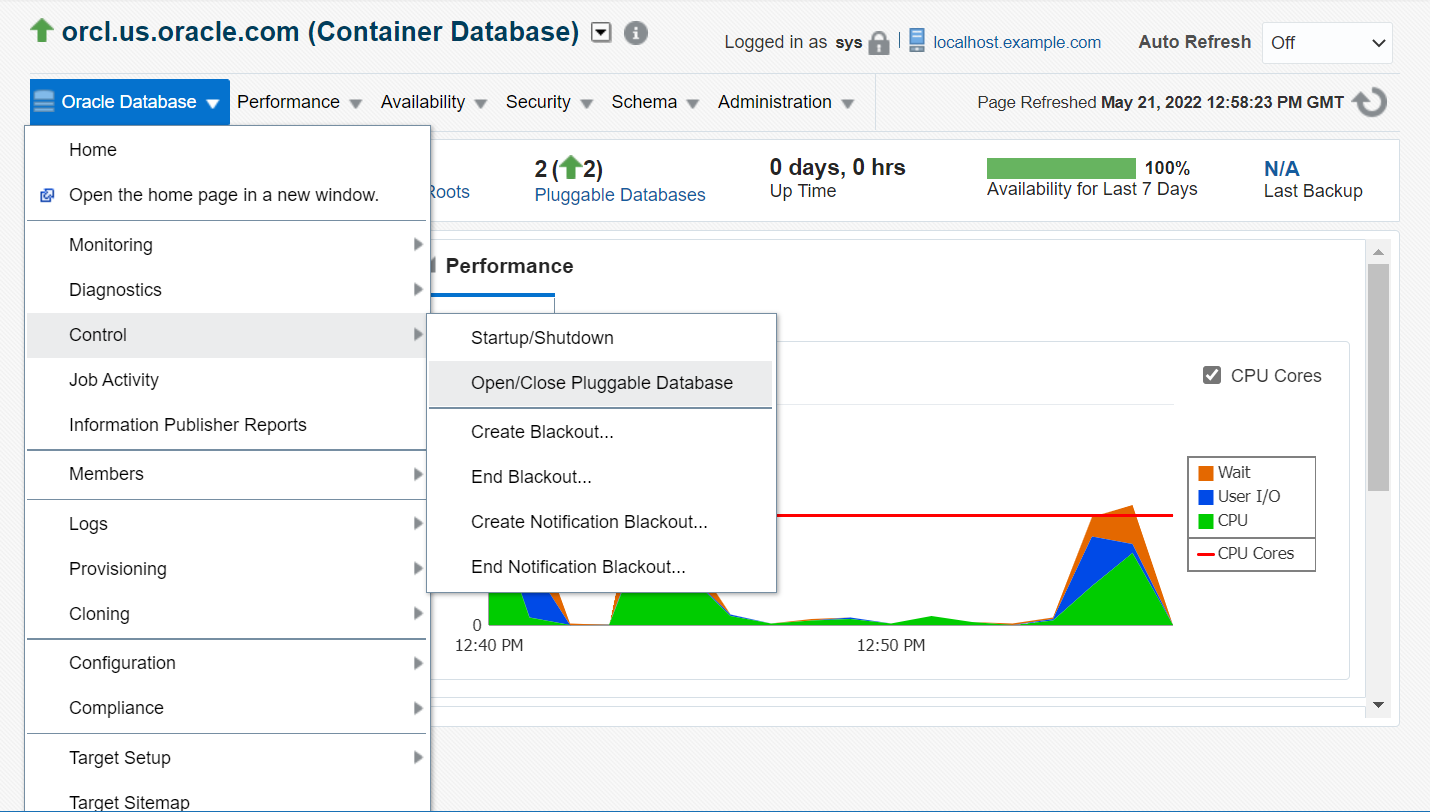 orcl.us.oracle.com (Container Database)
Logged in as sys
localhost.example.com
Auto Refresh
Off
Oracle Database
Performance
Availability
Security
Schema
Administration
Page Refreshed May 21, 2022 12:58:23 PM GMT
Home
Open the home page in a new window.
Monitoring
Diagnostics
Control
Job Activity
Information Publisher Reports
Members
Logs
Provisioning
Cloning
Configuration
Compliance
Target Setup
Target Sitemap
Roots
2 (2)
Pluggable Databases
0 days, 0 hrs
Up Time
100%
Availability for Last 7 Days
N/A
Last Backup
Performance
Startup/Shutdown
Open/Close Pluggable Database
Create Blackout...
End Blackout...
Create Notification Blackout...
End Notification Blackout...
CPU Cores
Wait
User I/O
CPU
CPU Cores
0
12:40 PM
12:50 PM